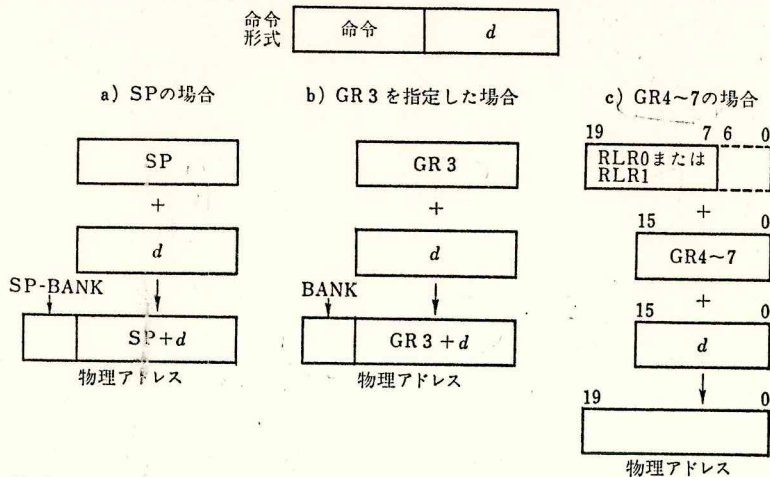 命令
形式
命令
d
a) SPの場合
b) GR3を指定した場合
c) GR4~7の場合
SP
+
d
SP-BANK
SP+d
物理アドレス
GR3
+
d
BANK
GR3+d
物理アドレス
19 7 6 0
RLR0または
RLR1
+
15 0
GR4~7
+
15 0
d
19 0
物理アドレス